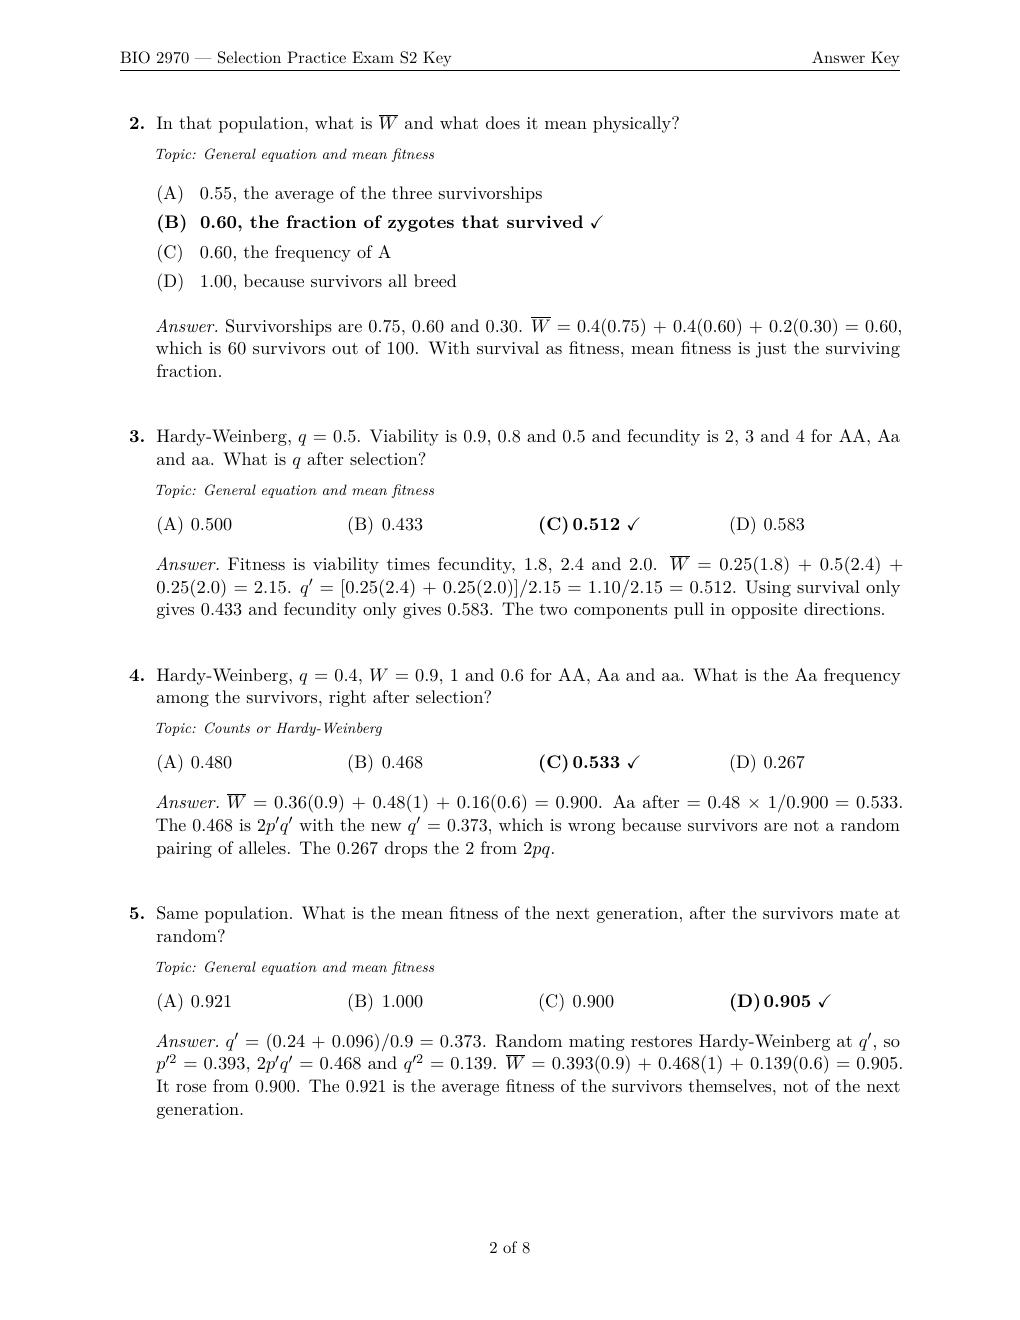 BIO 2970 — Selection Practice Exam S2 Key Answer Key
2. In that population, what is W̅ and what does it mean physically?
Topic: General equation and mean fitness
(A) 0.55, the average of the three survivorships
(B) 0.60, the fraction of zygotes that survived ✓
(C) 0.60, the frequency of A
(D) 1.00, because survivors all breed
Answer. Survivorships are 0.75, 0.60 and 0.30. W̅ = 0.4(0.75) + 0.4(0.60) + 0.2(0.30) = 0.60,
which is 60 survivors out of 100. With survival as fitness, mean fitness is just the surviving
fraction.
3. Hardy-Weinberg, q = 0.5. Viability is 0.9, 0.8 and 0.5 and fecundity is 2, 3 and 4 for AA, Aa
and aa. What is q after selection?
Topic: General equation and mean fitness
(A) 0.500 (B) 0.433 (C) 0.512 ✓ (D) 0.583
Answer. Fitness is viability times fecundity, 1.8, 2.4 and 2.0. W̅ = 0.25(1.8) + 0.5(2.4) +
0.25(2.0) = 2.15. q′ = [0.25(2.4) + 0.25(2.0)]/2.15 = 1.10/2.15 = 0.512. Using survival only
gives 0.433 and fecundity only gives 0.583. The two components pull in opposite directions.
4. Hardy-Weinberg, q = 0.4, W = 0.9, 1 and 0.6 for AA, Aa and aa. What is the Aa frequency
among the survivors, right after selection?
Topic: Counts or Hardy-Weinberg
(A) 0.480 (B) 0.468 (C) 0.533 ✓ (D) 0.267
Answer. W̅ = 0.36(0.9) + 0.48(1) + 0.16(0.6) = 0.900. Aa after = 0.48 × 1/0.900 = 0.533.
The 0.468 is 2p′q′ with the new q′ = 0.373, which is wrong because survivors are not a random
pairing of alleles. The 0.267 drops the 2 from 2pq.
5. Same population. What is the mean fitness of the next generation, after the survivors mate at
random?
Topic: General equation and mean fitness
(A) 0.921 (B) 1.000 (C) 0.900 (D) 0.905 ✓
Answer. q′ = (0.24 + 0.096)/0.9 = 0.373. Random mating restores Hardy-Weinberg at q′, so
p′² = 0.393, 2p′q′ = 0.468 and q′² = 0.139. W̅ = 0.393(0.9) + 0.468(1) + 0.139(0.6) = 0.905.
It rose from 0.900. The 0.921 is the average fitness of the survivors themselves, not of the next
generation.
2 of 8